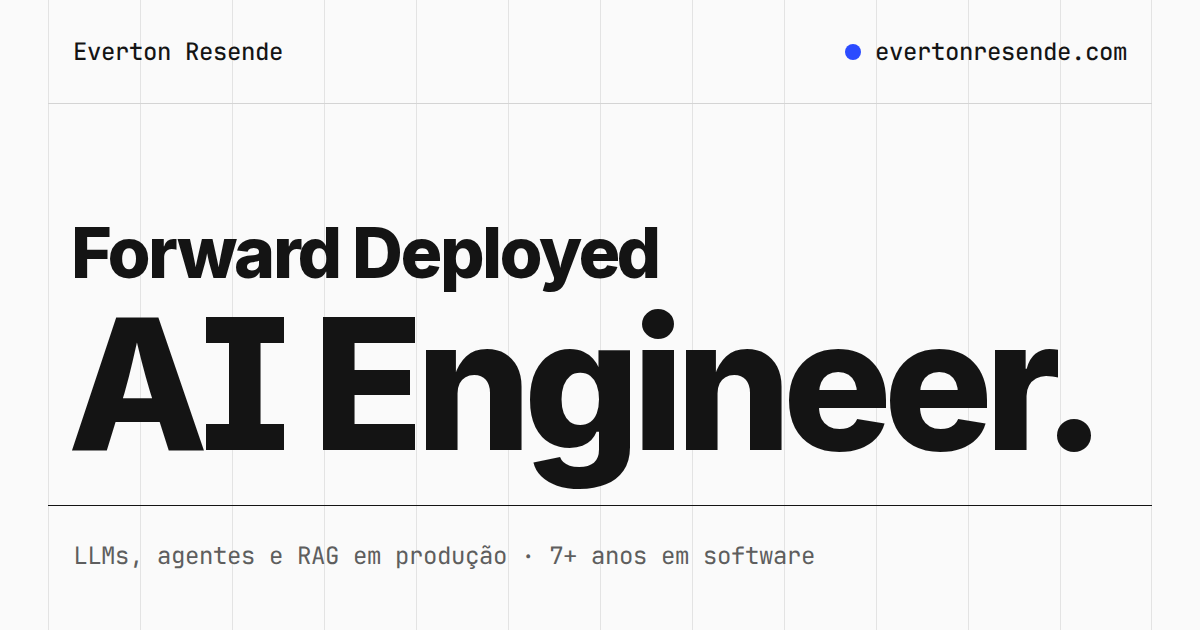 Everton Resende
evertonresende.com
Forward Deployed
AI Engineer.
LLMs, agentes e RAG em produção · 7+ anos em software